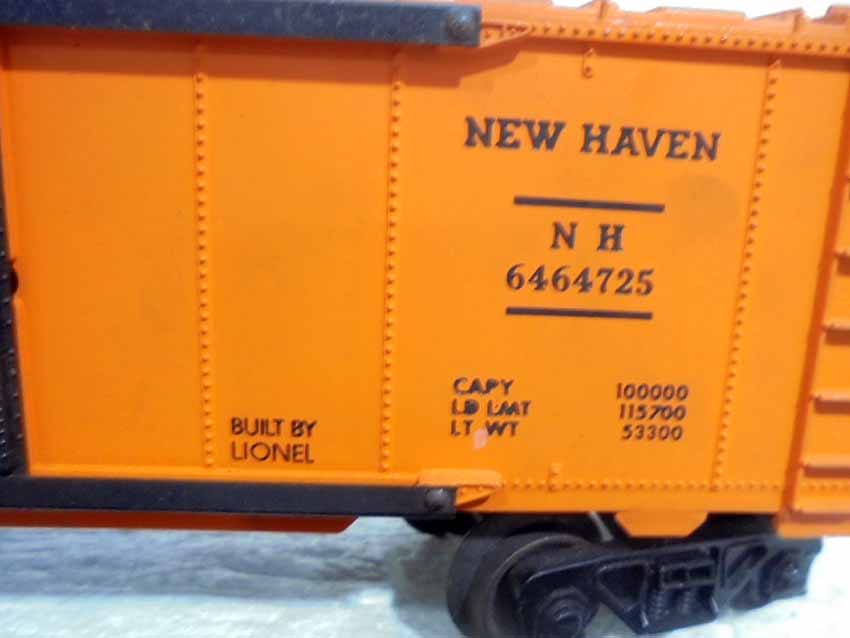 NEW HAVEN
N H
6464725
CAPY 100000
LD LMT 115700
LT WT 53300
BUILT BY
LIONEL